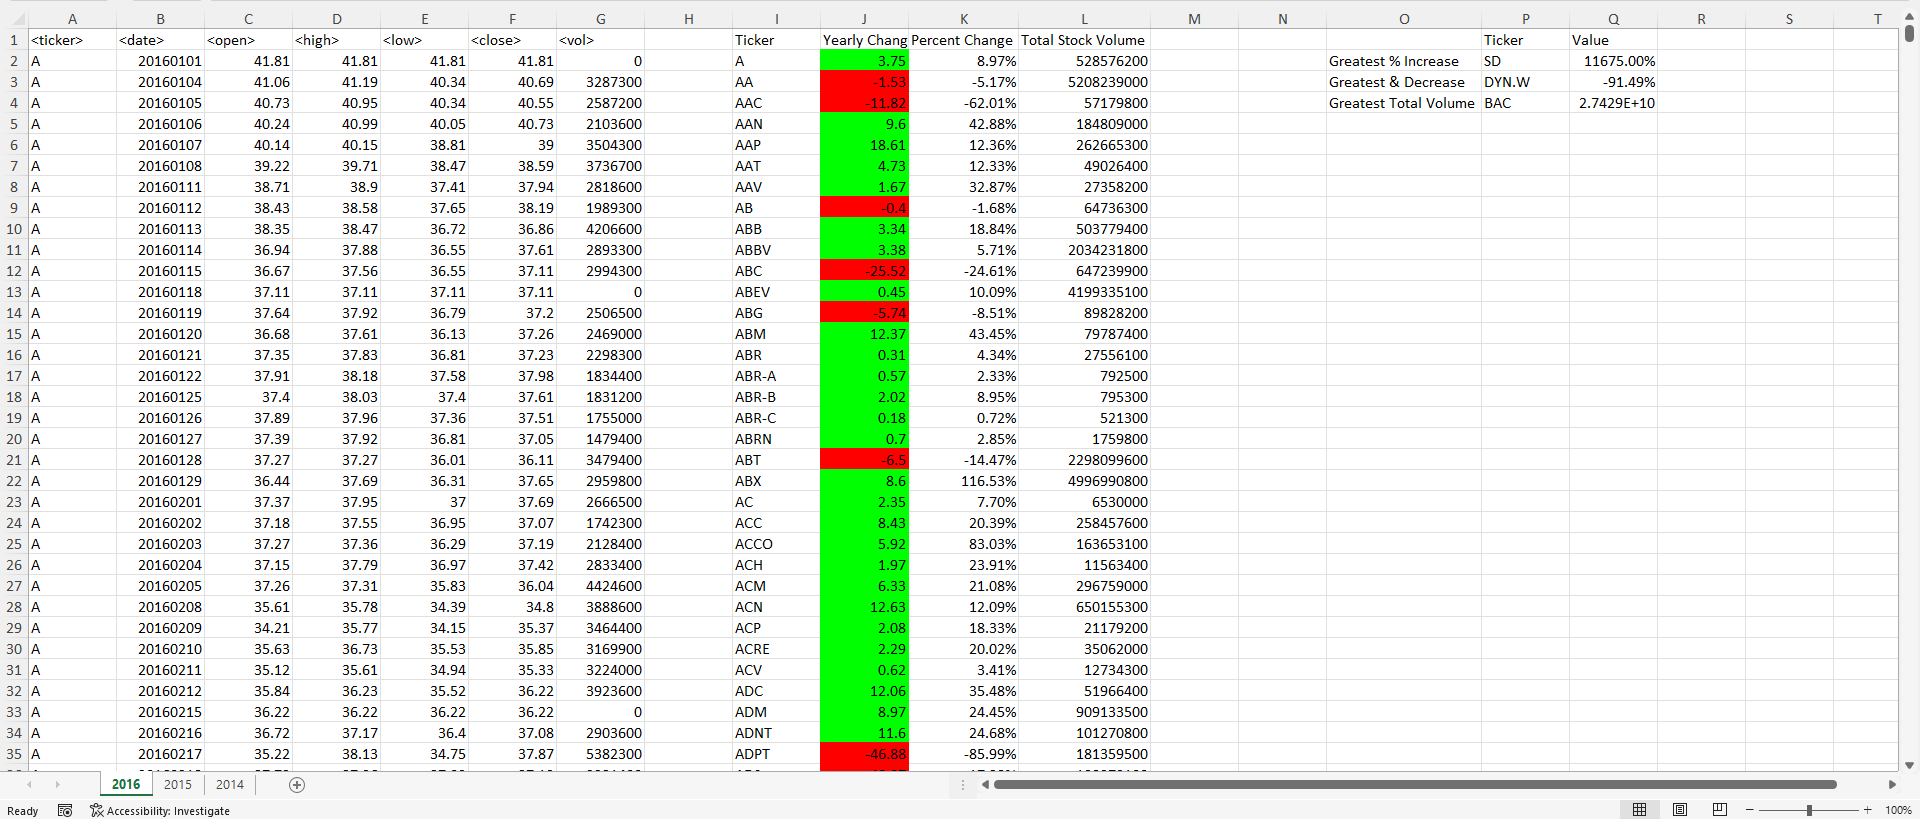 A B C D E F G H I J K L M N O P Q R S T
1 <ticker> <date> <open> <high> <low> <close> <vol> Ticker Yearly Chang Percent Change Total Stock Volume Ticker Value
2 A 20160101 41.81 41.81 41.81 41.81 0 A 3.75 8.97% 528576200 Greatest % Increase SD 11675.00%
3 A 20160104 41.06 41.19 40.34 40.69 3287300 AA -1.53 -5.17% 5208239000 Greatest & Decrease DYN.W -91.49%
4 A 20160105 40.73 40.95 40.34 40.55 2587200 AAC -11.82 -62.01% 57179800 Greatest Total Volume BAC 2.7429E+10
5 A 20160106 40.24 40.99 40.05 40.73 2103600 AAN 9.6 42.88% 184809000
6 A 20160107 40.14 40.15 38.81 39 3504300 AAP 18.61 12.36% 262665300
7 A 20160108 39.22 39.71 38.47 38.59 3736700 AAT 4.73 12.33% 49026400
8 A 20160111 38.71 38.9 37.41 37.94 2818600 AAV 1.67 32.87% 27358200
9 A 20160112 38.43 38.58 37.65 38.19 1989300 AB -0.4 -1.68% 64736300
10 A 20160113 38.35 38.47 36.72 36.86 4206600 ABB 3.34 18.84% 503779400
11 A 20160114 36.94 37.88 36.55 37.61 2893300 ABBV 3.38 5.71% 2034231800
12 A 20160115 36.67 37.56 36.55 37.11 2994300 ABC -25.52 -24.61% 647239900
13 A 20160118 37.11 37.11 37.11 37.11 0 ABEV 0.45 10.09% 4199335100
14 A 20160119 37.64 37.92 36.79 37.2 2506500 ABG -5.74 -8.51% 89828200
15 A 20160120 36.68 37.61 36.13 37.26 2469000 ABM 12.37 43.45% 79787400
16 A 20160121 37.35 37.83 36.81 37.23 2298300 ABR 0.31 4.34% 27556100
17 A 20160122 37.91 38.18 37.58 37.98 1834400 ABR-A 0.57 2.33% 792500
18 A 20160125 37.4 38.03 37.4 37.61 1831200 ABR-B 2.02 8.95% 795300
19 A 20160126 37.89 37.96 37.36 37.51 1755000 ABR-C 0.18 0.72% 521300
20 A 20160127 37.39 37.92 36.81 37.05 1479400 ABRN 0.7 2.85% 1759800
21 A 20160128 37.27 37.27 36.01 36.11 3479400 ABT -6.5 -14.47% 2298099600
22 A 20160129 36.44 37.69 36.31 37.65 2959800 ABX 8.6 116.53% 4996990800
23 A 20160201 37.37 37.95 37 37.69 2666500 AC 2.35 7.70% 6530000
24 A 20160202 37.18 37.55 36.95 37.07 1742300 ACC 8.43 20.39% 258457600
25 A 20160203 37.27 37.36 36.29 37.19 2128400 ACCO 5.92 83.03% 163653100
26 A 20160204 37.15 37.79 36.97 37.42 2833400 ACH 1.97 23.91% 11563400
27 A 20160205 37.26 37.31 35.83 36.04 4424600 ACM 6.33 21.08% 296759000
28 A 20160208 35.61 35.78 34.39 34.8 3888600 ACN 12.63 12.09% 650155300
29 A 20160209 34.21 35.77 34.15 35.37 3464400 ACP 2.08 18.33% 21179200
30 A 20160210 35.63 36.73 35.53 35.85 3169900 ACRE 2.29 20.02% 35062000
31 A 20160211 35.12 35.61 34.94 35.33 3224000 ACV 0.62 3.41% 12734300
32 A 20160212 35.84 36.23 35.52 36.22 3923600 ADC 12.06 35.48% 51966400
33 A 20160215 36.22 36.22 36.22 36.22 0 ADM 8.97 24.45% 909133500
34 A 20160216 36.72 37.17 36.4 37.08 2903600 ADNT 11.6 24.68% 101270800
35 A 20160217 35.22 38.13 34.75 37.87 5382300 ADPT -46.88 -85.99% 181359500
2016 2015 2014
Ready Accessibility: Investigate 100%